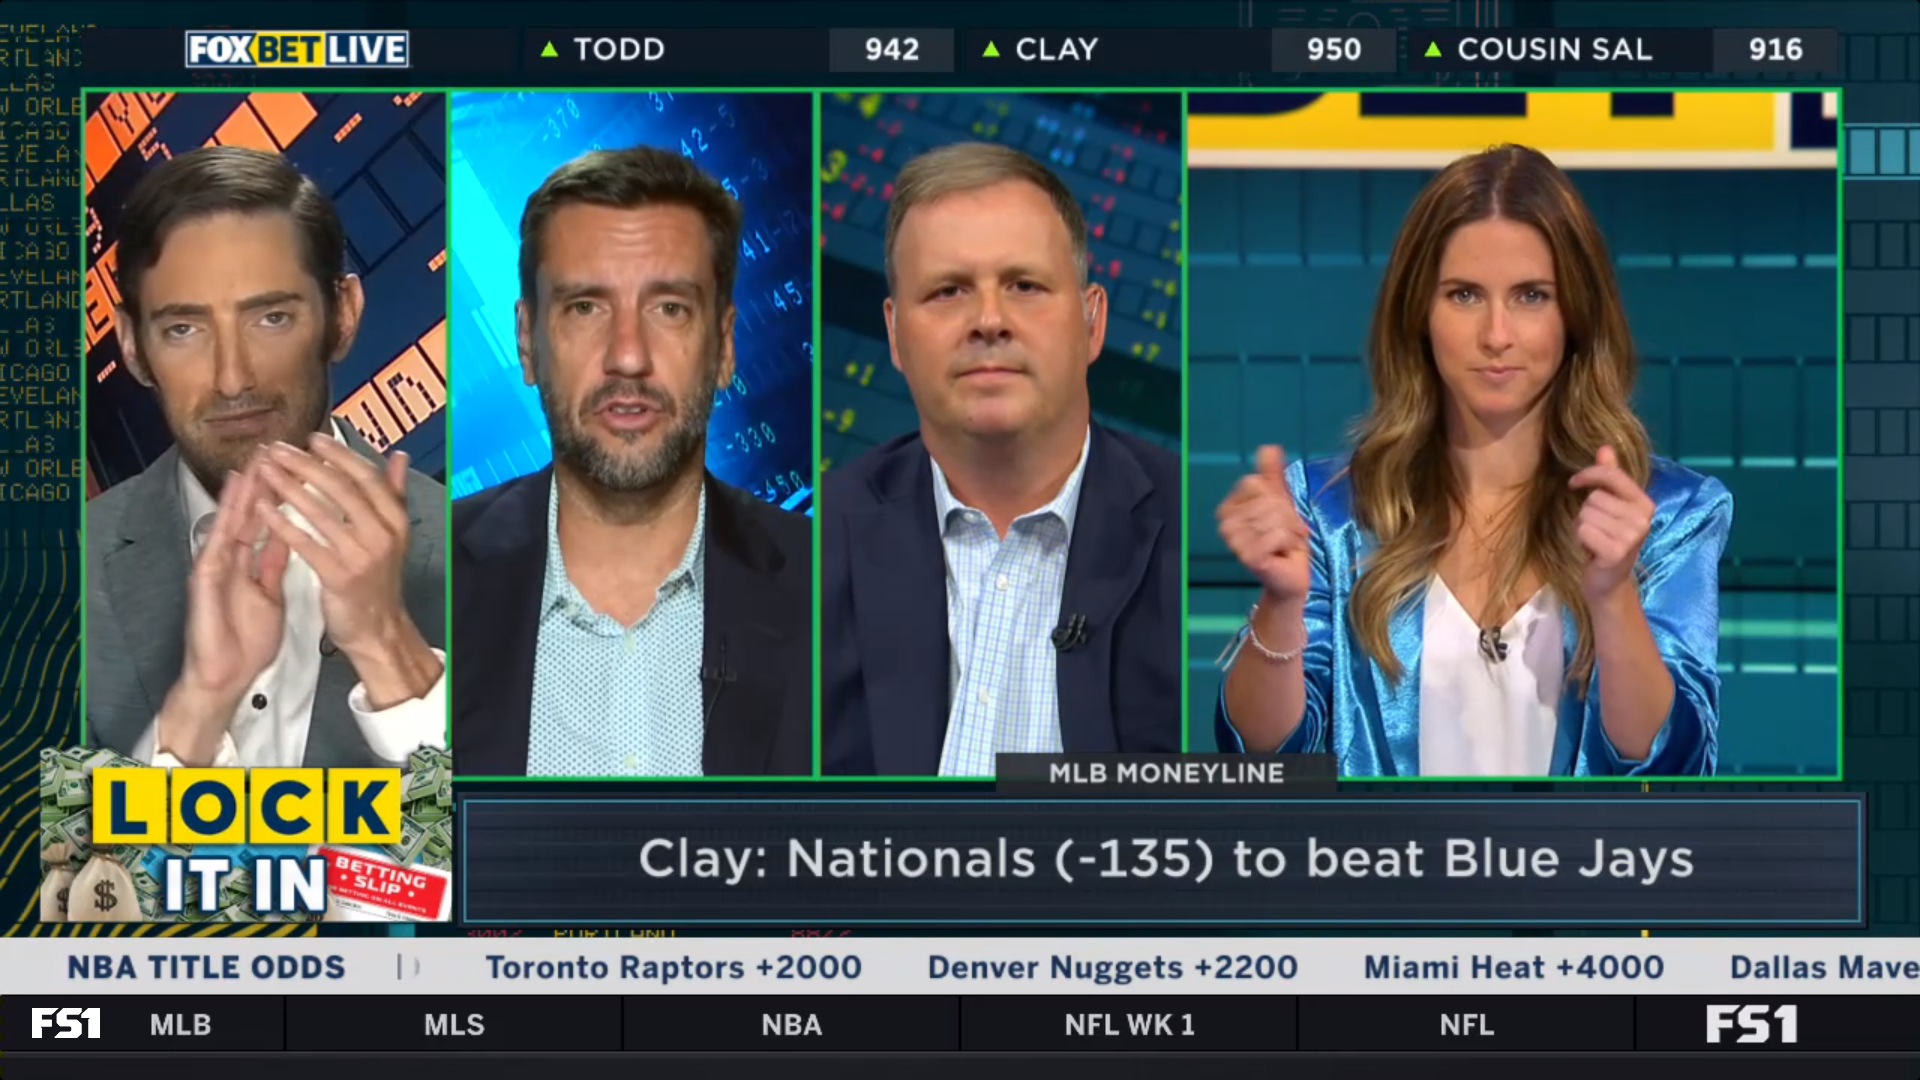 FOX BET LIVE
TODD 942
CLAY 950
COUSIN SAL 916
MLB MONEYLINE
LOCK
IT IN
BETTING
SLIP
Clay: Nationals (-135) to beat Blue Jays
NBA TITLE ODDS Toronto Raptors +2000 Denver Nuggets +2200 Miami Heat +4000 Dallas Mave
FS1 MLB MLS NBA NFL WK 1 NFL FS1